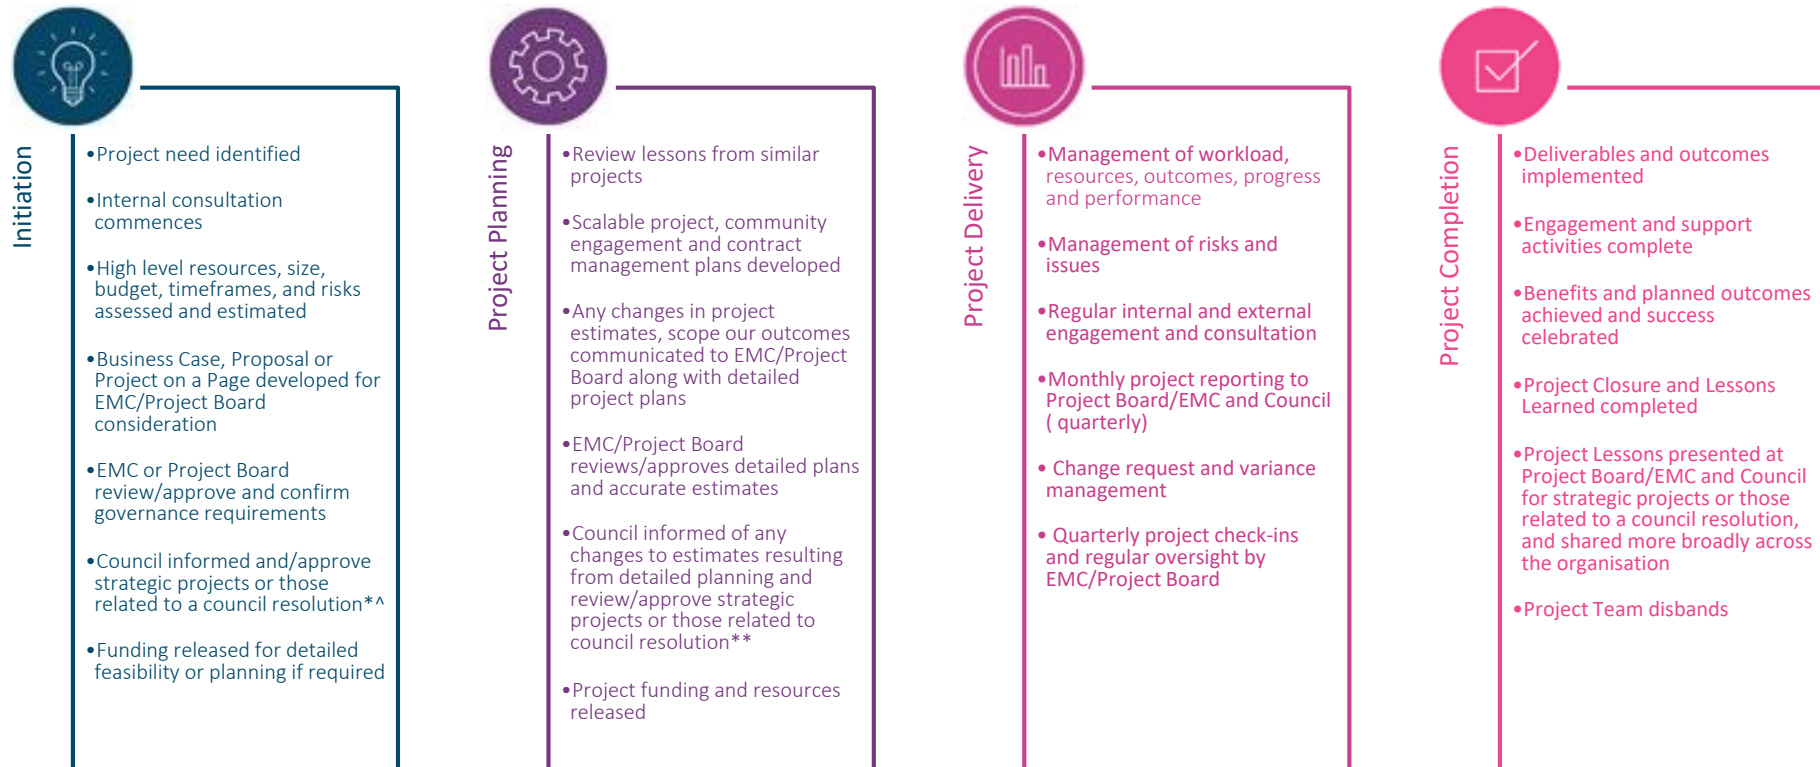 Initiation
•Project need identified
•Internal consultation
commences
•High level resources, size,
budget, timeframes, and risks
assessed and estimated
•Business Case, Proposal or
Project on a Page developed for
EMC/Project Board
consideration
•EMC or Project Board
review/approve and confirm
governance requirements
•Council informed and/approve
strategic projects or those
related to a council resolution*^
•Funding released for detailed
feasibility or planning if required
Project Planning
•Review lessons from similar
projects
•Scalable project, community
engagement and contract
management plans developed
•Any changes in project
estimates, scope our outcomes
communicated to EMC/Project
Board along with detailed
project plans
•EMC/Project Board
reviews/approves detailed plans
and accurate estimates
•Council informed of any
changes to estimates resulting
from detailed planning and
review/approve strategic
projects or those related to
council resolution**
•Project funding and resources
released
Project Delivery
•Management of workload,
resources, outcomes, progress
and performance
•Management of risks and
issues
•Regular internal and external
engagement and consultation
•Monthly project reporting to
Project Board/EMC and Council
( quarterly)
• Change request and variance
management
• Quarterly project check-ins
and regular oversight by
EMC/Project Board
Project Completion
•Deliverables and outcomes
implemented
•Engagement and support
activities complete
•Benefits and planned outcomes
achieved and success
celebrated
•Project Closure and Lessons
Learned completed
•Project Lessons presented at
Project Board/EMC and Council
for strategic projects or those
related to a council resolution,
and shared more broadly across
the organisation
•Project Team disbands